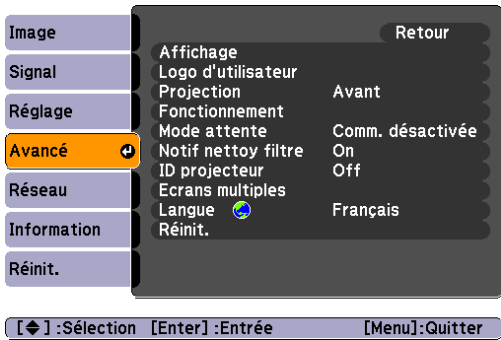 Image
Signal
Réglage
Avancé
Réseau
Information
Réinit.
Retour
Affichage
Logo d'utilisateur
Projection Avant
Fonctionnement
Mode attente Comm. désactivée
Notif nettoy filtre On
ID projecteur Off
Ecrans multiples
Langue Français
Réinit.
[◆] :Sélection [Enter] :Entrée [Menu]:Quitter